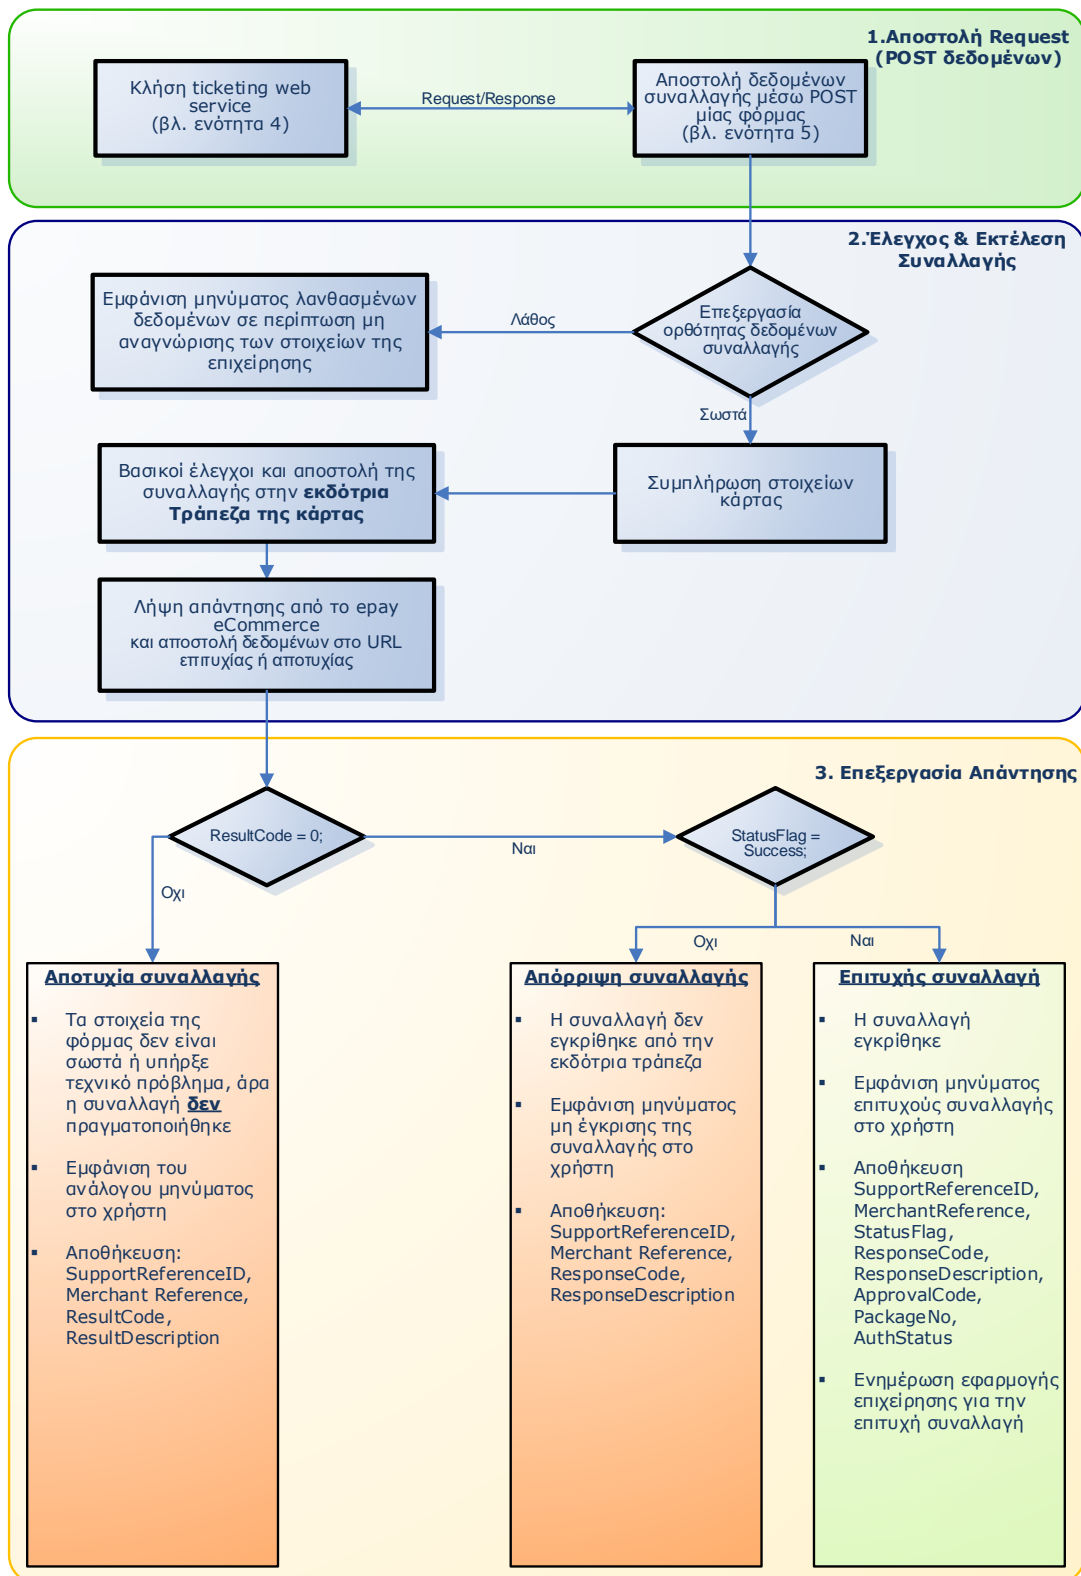 1.Αποστολή Request
(POST δεδομένων)
Κλήση ticketing web
service
(βλ. ενότητα 4)
Request/Response
Αποστολή δεδομένων
συναλλαγής μέσω POST
μίας φόρμας
(βλ. ενότητα 5)
2.Έλεγχος & Εκτέλεση
Συναλλαγής
Εμφάνιση μηνύματος λανθασμένων
δεδομένων σε περίπτωση μη
αναγνώρισης των στοιχείων της
επιχείρησης
Λάθος
Επεξεργασία
ορθότητας δεδομένων
συναλλαγής
Σωστά
Βασικοί έλεγχοι και αποστολή της
συναλλαγής στην εκδότρια
Τράπεζα της κάρτας
Συμπλήρωση στοιχείων
κάρτας
Λήψη απάντησης από το epay
eCommerce
και αποστολή δεδομένων στο URL
επιτυχίας ή αποτυχίας
3. Επεξεργασία Απάντησης
ResultCode = 0;
Ναι
StatusFlag =
Success;
Οχι
Οχι
Ναι
Αποτυχία συναλλαγής
▪ Τα στοιχεία της
φόρμας δεν είναι
σωστά ή υπήρξε
τεχνικό πρόβλημα, άρα
η συναλλαγή δεν
πραγματοποιήθηκε
▪ Εμφάνιση του
ανάλογου μηνύματος
στο χρήστη
▪ Αποθήκευση:
SupportReferenceID,
Merchant Reference,
ResultCode,
ResultDescription
Απόρριψη συναλλαγής
▪ Η συναλλαγή δεν
εγκρίθηκε από την
εκδότρια τράπεζα
▪ Εμφάνιση μηνύματος
μη έγκρισης της
συναλλαγής στο
χρήστη
▪ Αποθήκευση:
SupportReferenceID,
Merchant Reference,
ResponseCode,
ResponseDescription
Επιτυχής συναλλαγή
▪ Η συναλλαγή
εγκρίθηκε
▪ Εμφάνιση μηνύματος
επιτυχούς συναλλαγής
στο χρήστη
▪ Αποθήκευση
SupportReferenceID,
MerchantReference,
StatusFlag,
ResponseCode,
ResponseDescription,
ApprovalCode,
PackageNo,
AuthStatus
▪ Ενημέρωση εφαρμογής
επιχείρησης για την
επιτυχή συναλλαγή